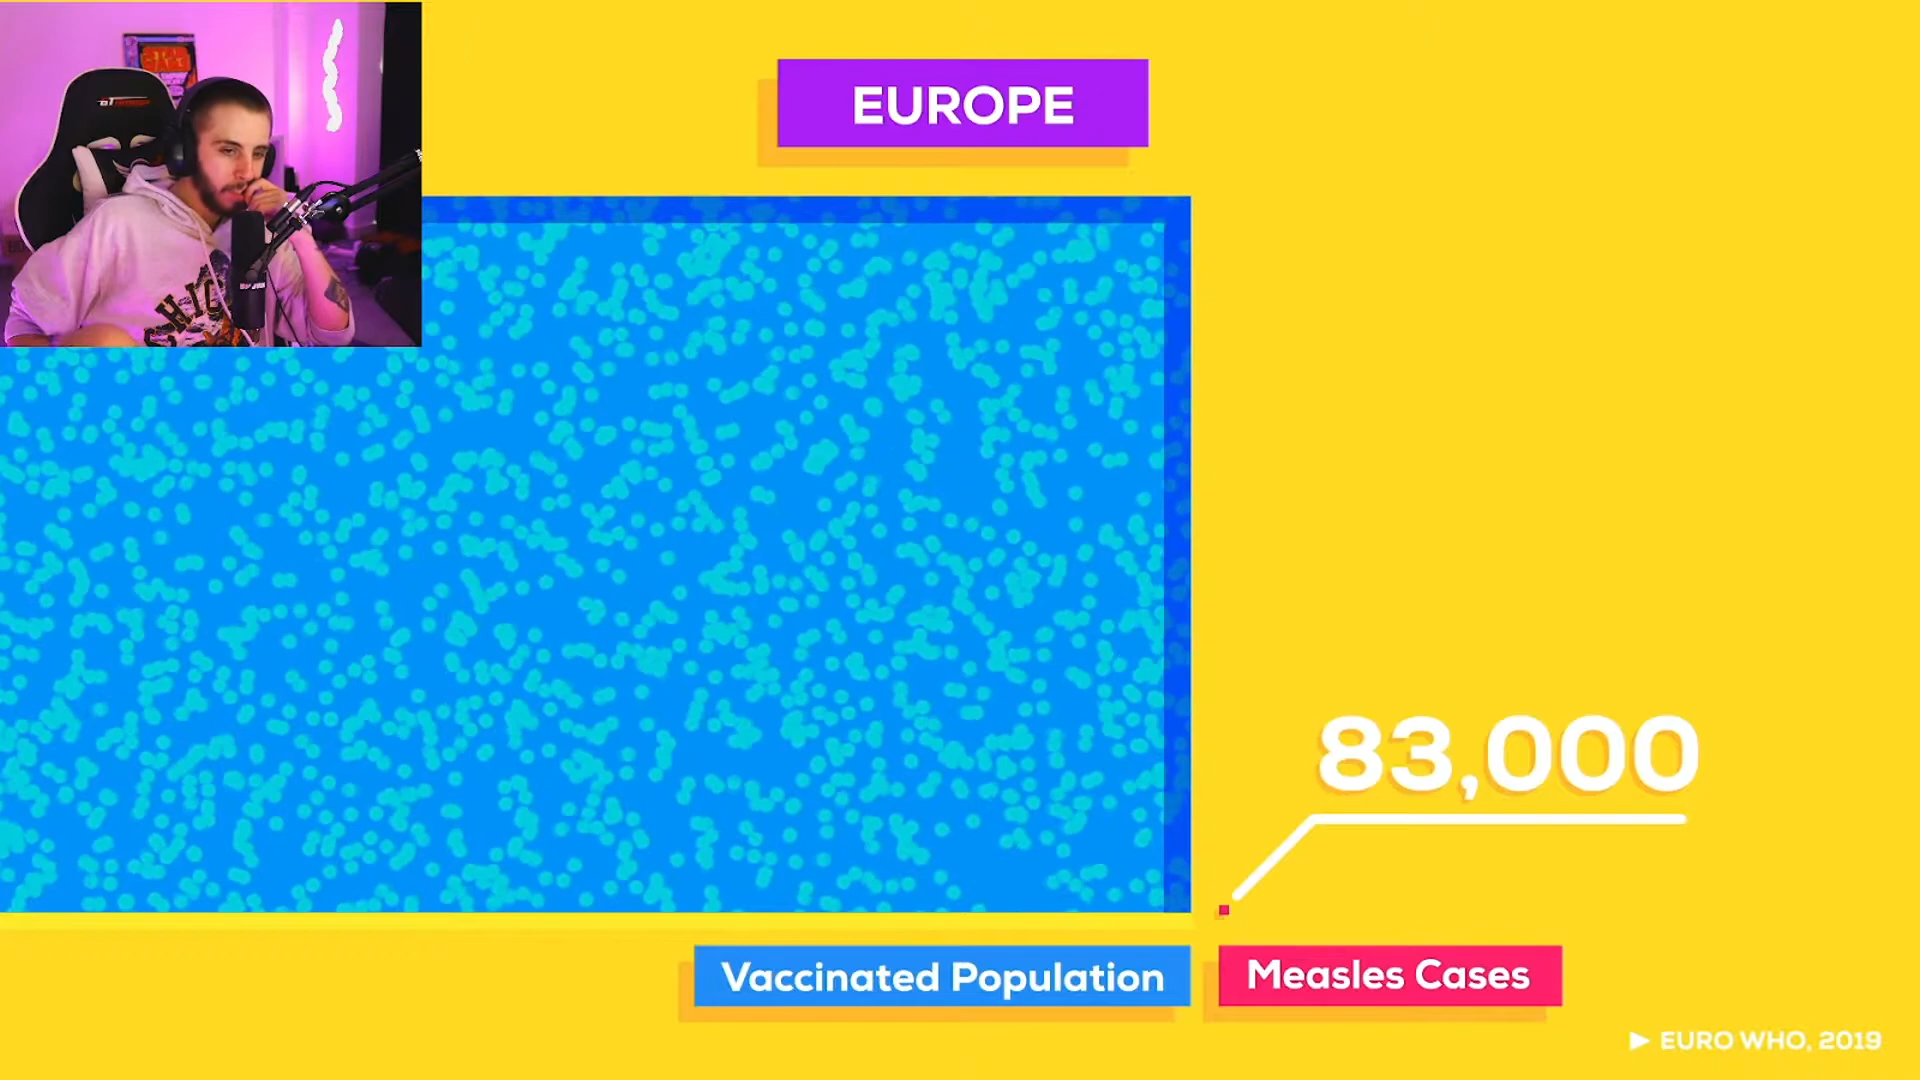 EUROPE
83,000
Vaccinated Population
Measles Cases
▶ EURO WHO, 2019